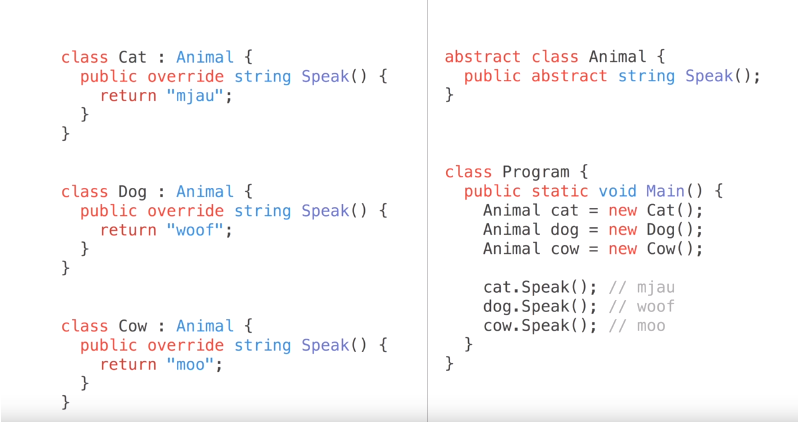 class Cat : Animal {
  public override string Speak() {
    return "mjau";
  }
}
class Dog : Animal {
  public override string Speak() {
    return "woof";
  }
}
class Cow : Animal {
  public override string Speak() {
    return "moo";
  }
}
abstract class Animal {
  public abstract string Speak();
}
class Program {
  public static void Main() {
    Animal cat = new Cat();
    Animal dog = new Dog();
    Animal cow = new Cow();
    cat.Speak(); // mjau
    dog.Speak(); // woof
    cow.Speak(); // moo
  }
}